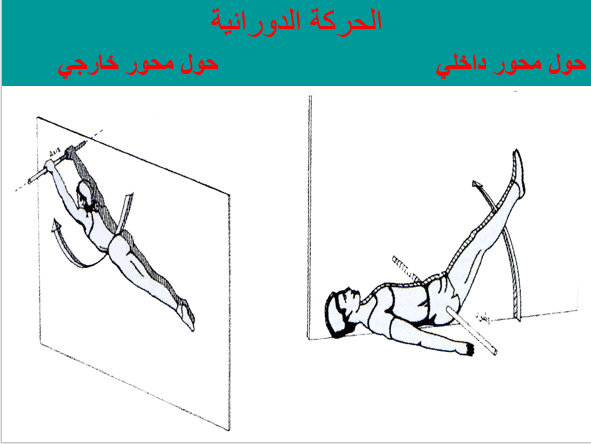 الحركة الدورانية
حول محور داخلي
حول محور خارجي